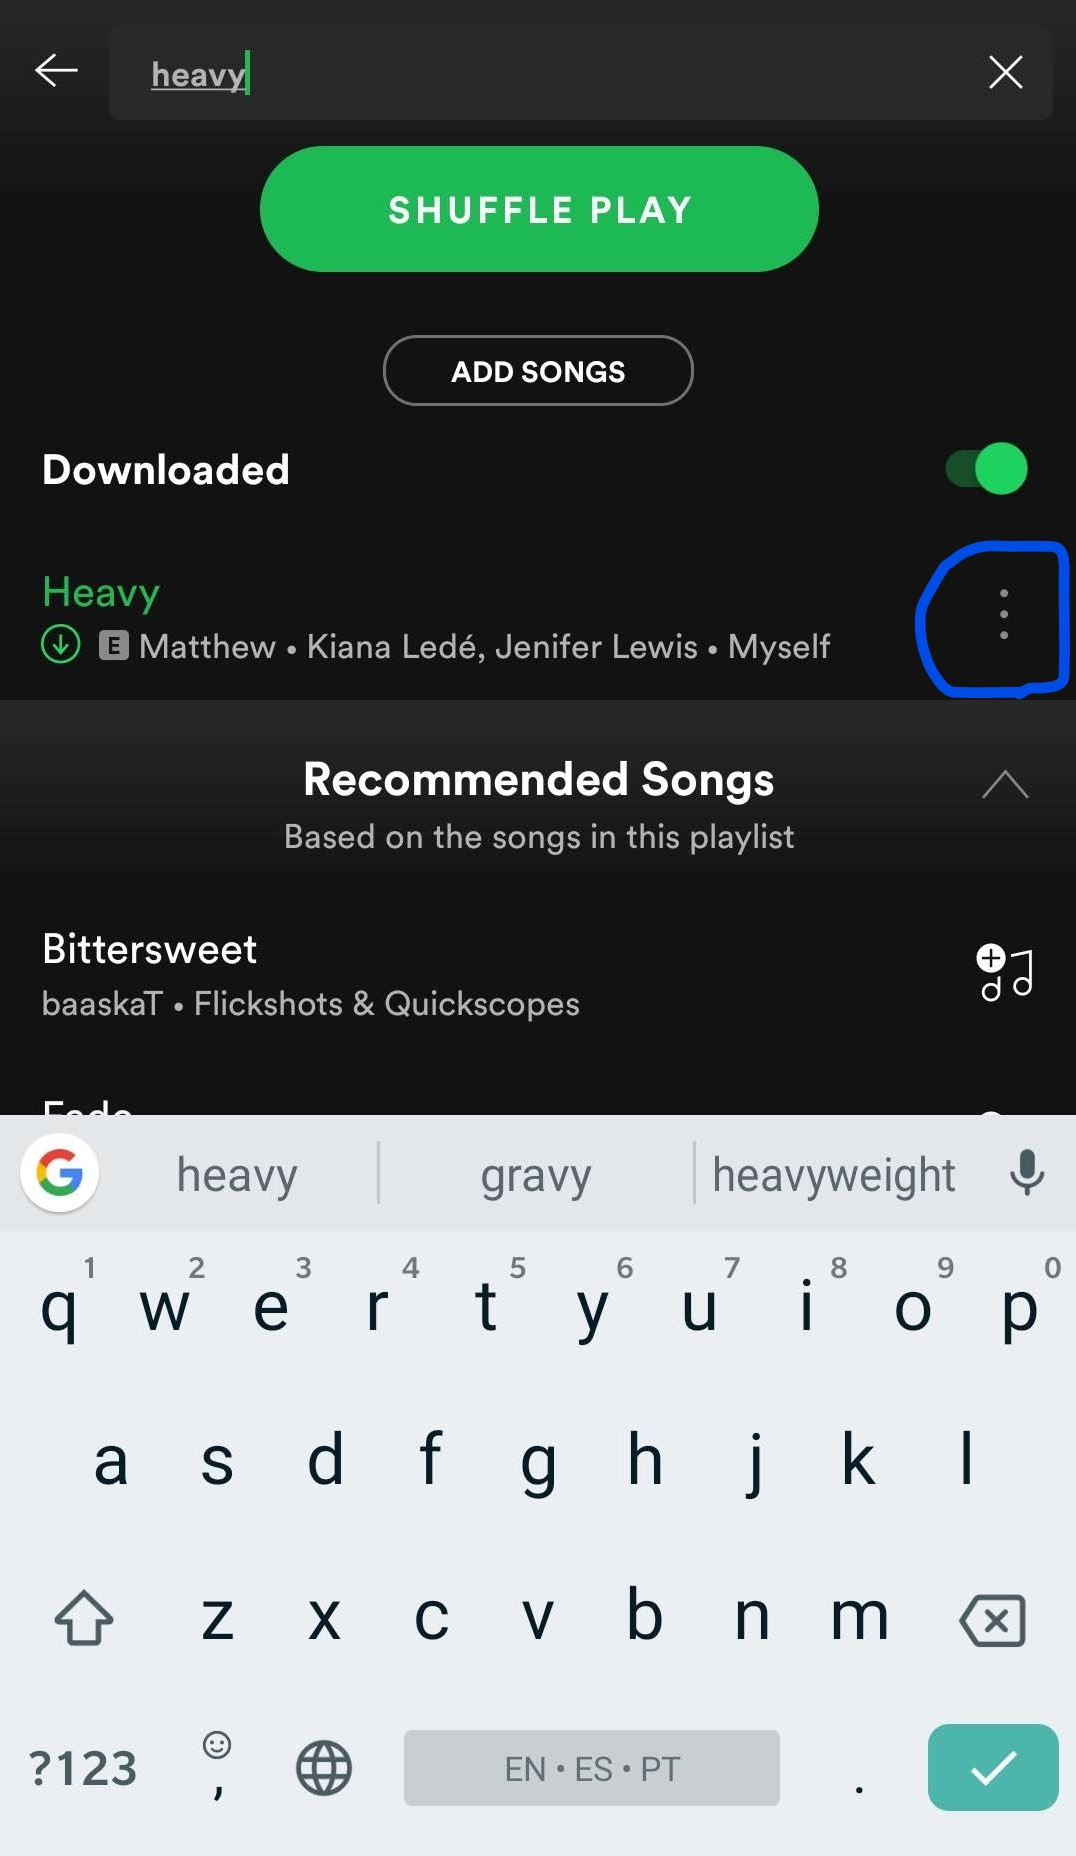 heavy
SHUFFLE PLAY
ADD SONGS
Downloaded
Heavy
E Matthew • Kiana Ledé, Jenifer Lewis • Myself
Recommended Songs
Based on the songs in this playlist
Bittersweet
baaskaT • Flickshots & Quickscopes
Fade
G heavy gravy heavyweight
1 2 3 4 5 6 7 8 9 0
q w e r t y u i o p
a s d f g h j k l
z x c v b n m
?123 , EN • ES • PT .